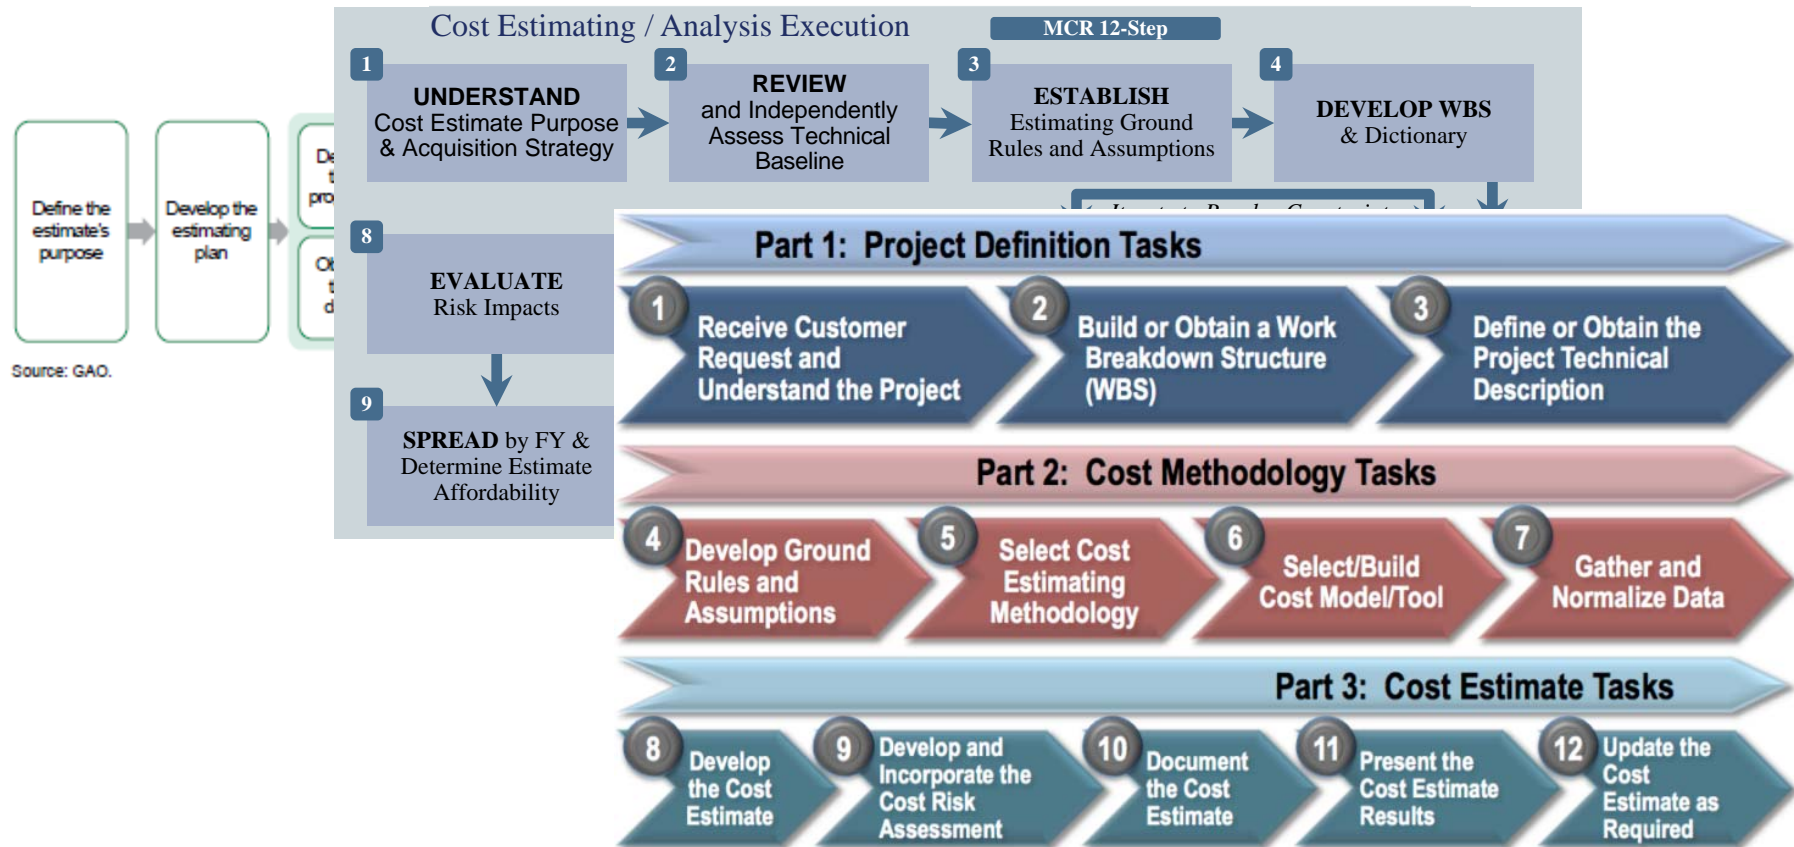 Cost Estimating / Analysis Execution
MCR 12-Step
1
UNDERSTAND
Cost Estimate Purpose
& Acquisition Strategy
2
REVIEW
and Independently
Assess Technical
Baseline
3
ESTABLISH
Estimating Ground
Rules and Assumptions
4
DEVELOP WBS
& Dictionary
Define the
estimate's
purpose
Develop the
estimating
plan
Source: GAO.
8
EVALUATE
Risk Impacts
9
SPREAD by FY &
Determine Estimate
Affordability
Part 1: Project Definition Tasks
1
Receive Customer
Request and
Understand the Project
2
Build or Obtain a Work
Breakdown Structure
(WBS)
3
Define or Obtain the
Project Technical
Description
Part 2: Cost Methodology Tasks
4
Develop Ground
Rules and
Assumptions
5
Select Cost
Estimating
Methodology
6
Select/Build
Cost Model/Tool
7
Gather and
Normalize Data
Part 3: Cost Estimate Tasks
8
Develop
the Cost
Estimate
9
Develop and
Incorporate the
Cost Risk
Assessment
10
Document
the Cost
Estimate
11
Present the
Cost Estimate
Results
12
Update the
Cost
Estimate as
Required